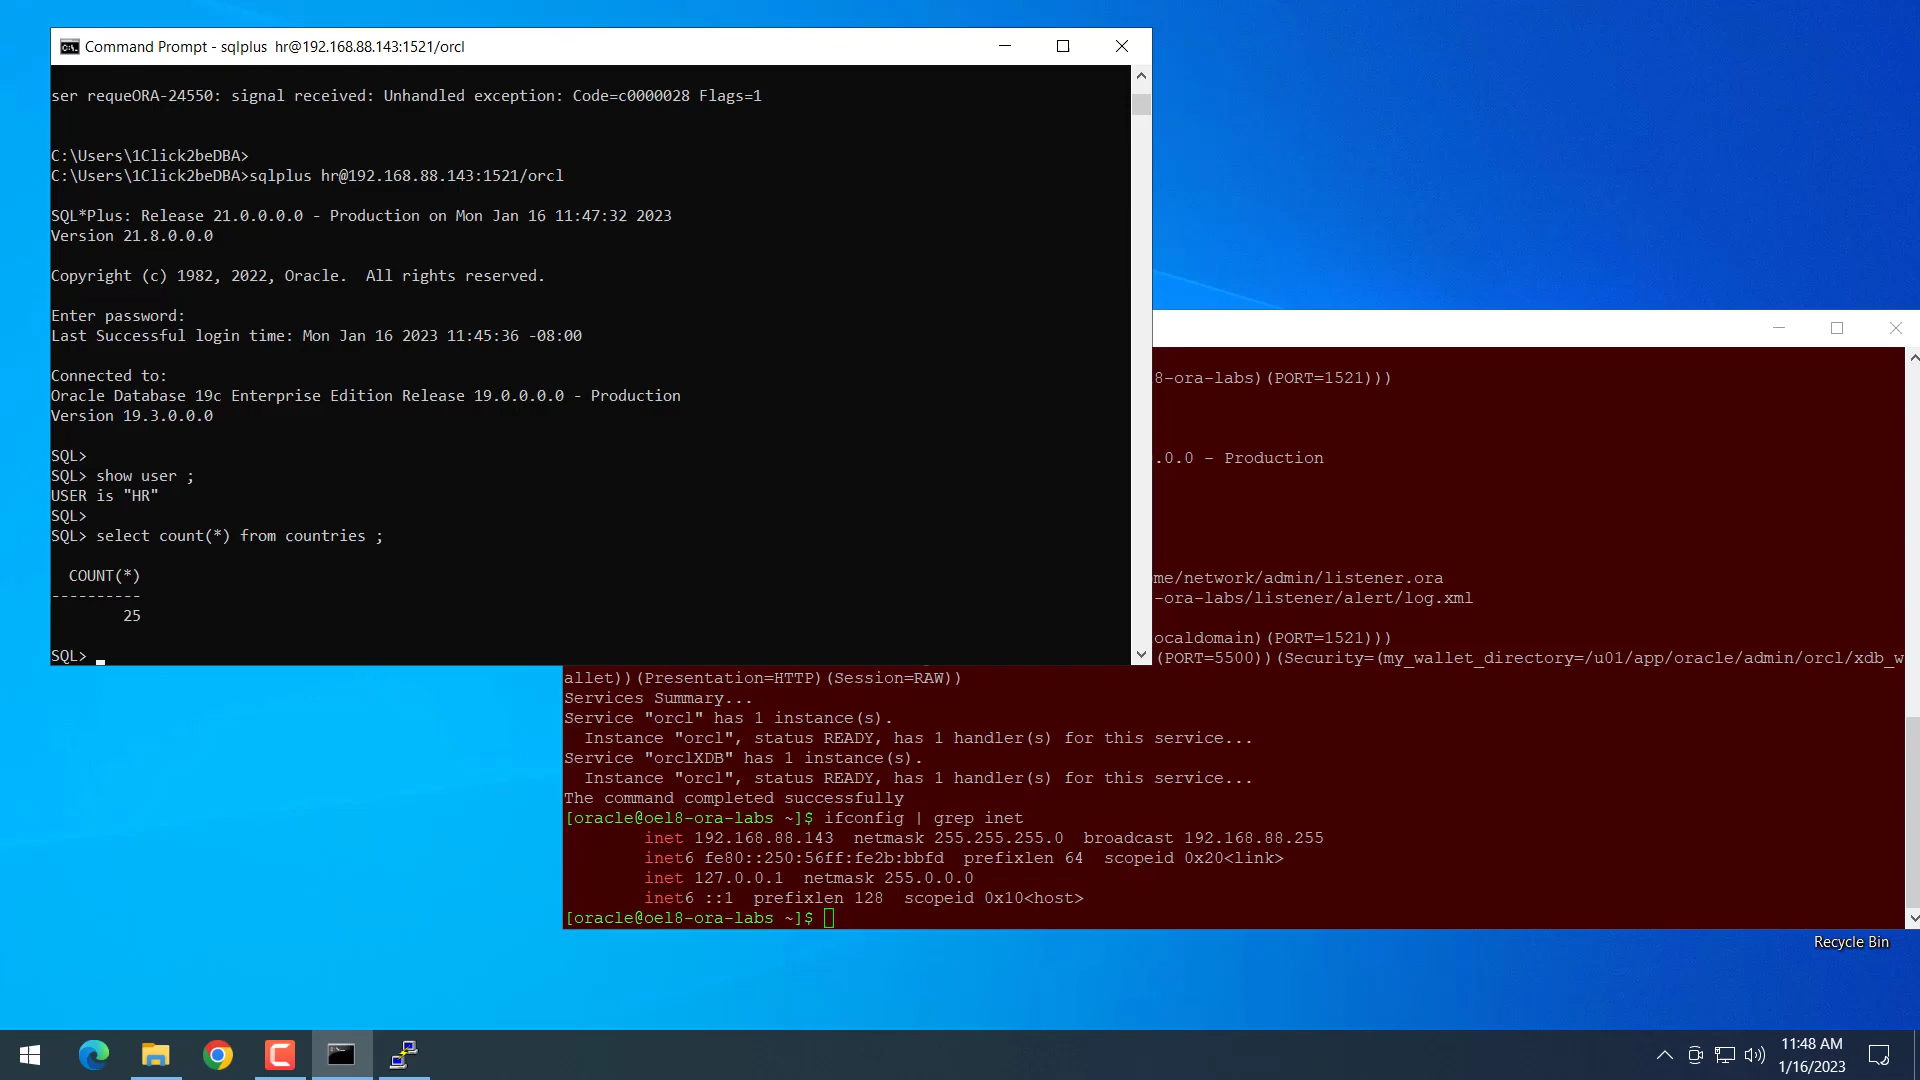 Command Prompt - sqlplus  hr@192.168.88.143:1521/orcl
ser requeORA-24550: signal received: Unhandled exception: Code=c0000028 Flags=1
C:\Users\1Click2beDBA>
C:\Users\1Click2beDBA>sqlplus hr@192.168.88.143:1521/orcl
SQL*Plus: Release 21.0.0.0.0 - Production on Mon Jan 16 11:47:32 2023
Version 21.8.0.0.0
Copyright (c) 1982, 2022, Oracle.  All rights reserved.
Enter password:
Last Successful login time: Mon Jan 16 2023 11:45:36 -08:00
Connected to:
Oracle Database 19c Enterprise Edition Release 19.0.0.0.0 - Production
Version 19.3.0.0.0
SQL>
SQL> show user ;
USER is "HR"
SQL>
SQL> select count(*) from countries ;
COUNT(*)
----------
25
SQL>
8-ora-labs)(PORT=1521)))
.0.0 - Production
me/network/admin/listener.ora
-ora-labs/listener/alert/log.xml
ocaldomain)(PORT=1521)))
(PORT=5500))(Security=(my_wallet_directory=/u01/app/oracle/admin/orcl/xdb_w
allet))(Presentation=HTTP)(Session=RAW))
Services Summary...
Service "orcl" has 1 instance(s).
  Instance "orcl", status READY, has 1 handler(s) for this service...
Service "orclXDB" has 1 instance(s).
  Instance "orcl", status READY, has 1 handler(s) for this service...
The command completed successfully
[oracle@oel8-ora-labs ~]$ ifconfig | grep inet
        inet 192.168.88.143  netmask 255.255.255.0  broadcast 192.168.88.255
        inet6 fe80::250:56ff:fe2b:bbfd  prefixlen 64  scopeid 0x20<link>
        inet 127.0.0.1  netmask 255.0.0.0
        inet6 ::1  prefixlen 128  scopeid 0x10<host>
[oracle@oel8-ora-labs ~]$
Recycle Bin
11:48 AM
1/16/2023